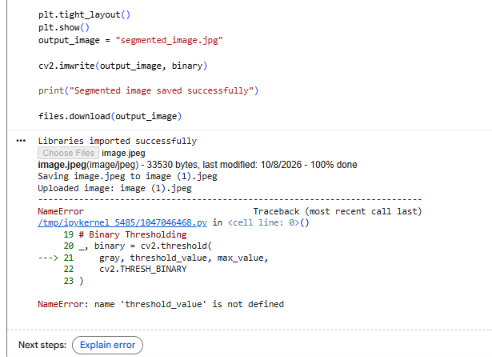 plt.tight_layout()
plt.show()
output_image = "segmented_image.jpg"
cv2.imwrite(output_image, binary)
print("Segmented image saved successfully")
files.download(output_image)
... Libraries imported successfully
Choose Files image.jpeg
image.jpeg(image/jpeg) - 33530 bytes, last modified: 10/8/2026 - 100% done
Saving image.jpeg to image (1).jpeg
Uploaded image: image (1).jpeg
---------------------------------------------------------------------------
NameError Traceback (most recent call last)
/tmp/ipykernel_5485/1047046468.py in <cell line: 0>()
19 # Binary Thresholding
20 _, binary = cv2.threshold(
---> 21 gray, threshold_value, max_value,
22 cv2.THRESH_BINARY
23 )
NameError: name 'threshold_value' is not defined
Next steps: Explain error